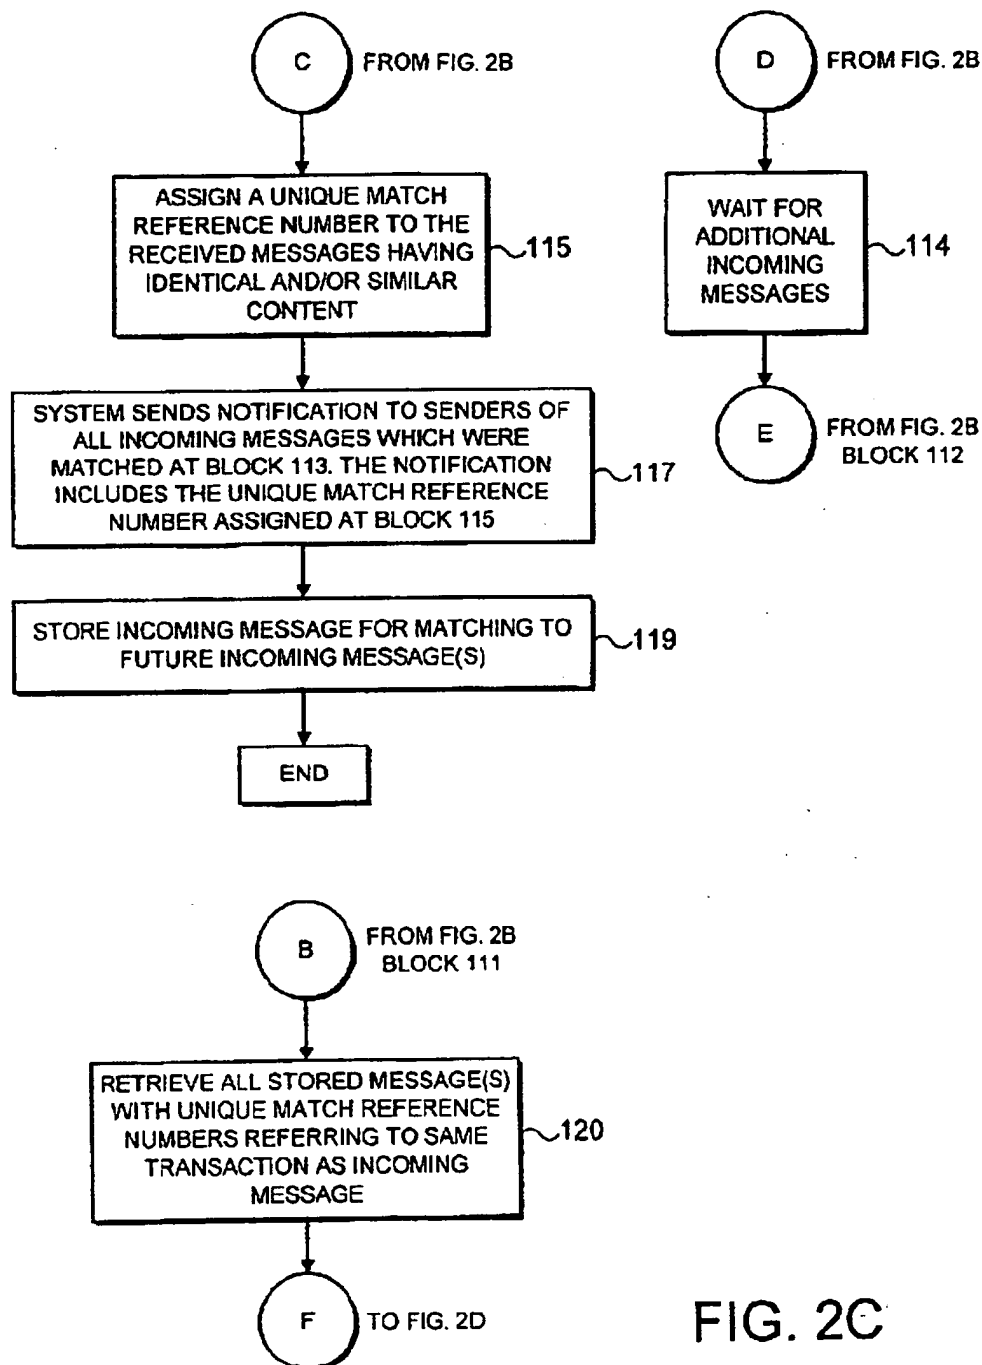 C
FROM FIG. 2B
ASSIGN A UNIQUE MATCH
REFERENCE NUMBER TO THE
RECEIVED MESSAGES HAVING
IDENTICAL AND/OR SIMILAR
CONTENT
115
SYSTEM SENDS NOTIFICATION TO SENDERS OF
ALL INCOMING MESSAGES WHICH WERE
MATCHED AT BLOCK 113. THE NOTIFICATION
INCLUDES THE UNIQUE MATCH REFERENCE
NUMBER ASSIGNED AT BLOCK 115
117
STORE INCOMING MESSAGE FOR MATCHING TO
FUTURE INCOMING MESSAGE(S)
119
END
D
FROM FIG. 2B
WAIT FOR
ADDITIONAL
INCOMING
MESSAGES
114
E
FROM FIG. 2B
BLOCK 112
B
FROM FIG. 2B
BLOCK 111
RETRIEVE ALL STORED MESSAGE(S)
WITH UNIQUE MATCH REFERENCE
NUMBERS REFERRING TO SAME
TRANSACTION AS INCOMING
MESSAGE
120
F
TO FIG. 2D
FIG. 2C